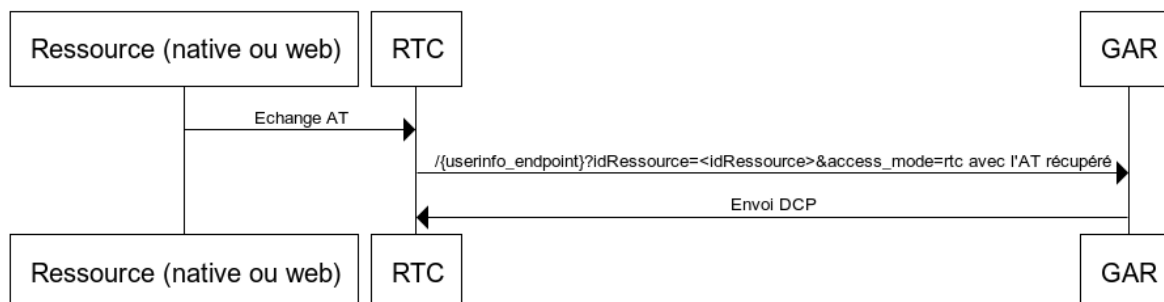 Ressource (native ou web)
RTC
GAR
Echange AT
/{userinfo_endpoint}?idRessource=<idRessource>&access_mode=rtc avec l'AT récupéré
Envoi DCP
Ressource (native ou web)
RTC
GAR